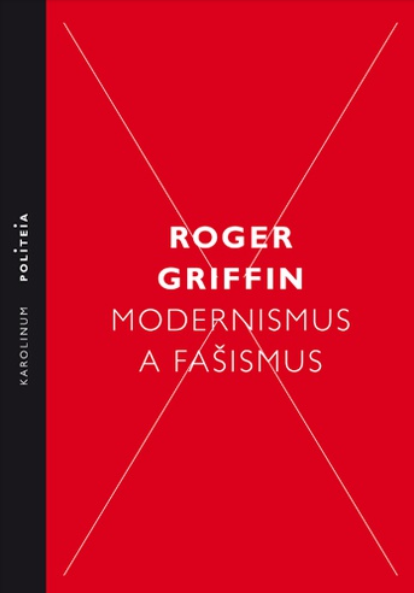 ROGER
GRIFFIN
MODERNISMUS
A FAŠISMUS
KAROLINUM
POLITEIA